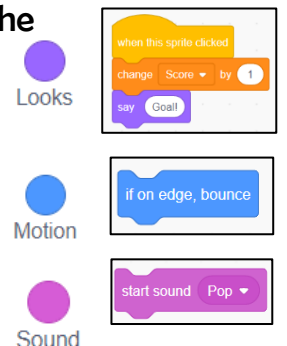 the
when this sprite clicked
change Score by 1
say Goal!
Looks
if on edge, bounce
Motion
start sound Pop
Sound